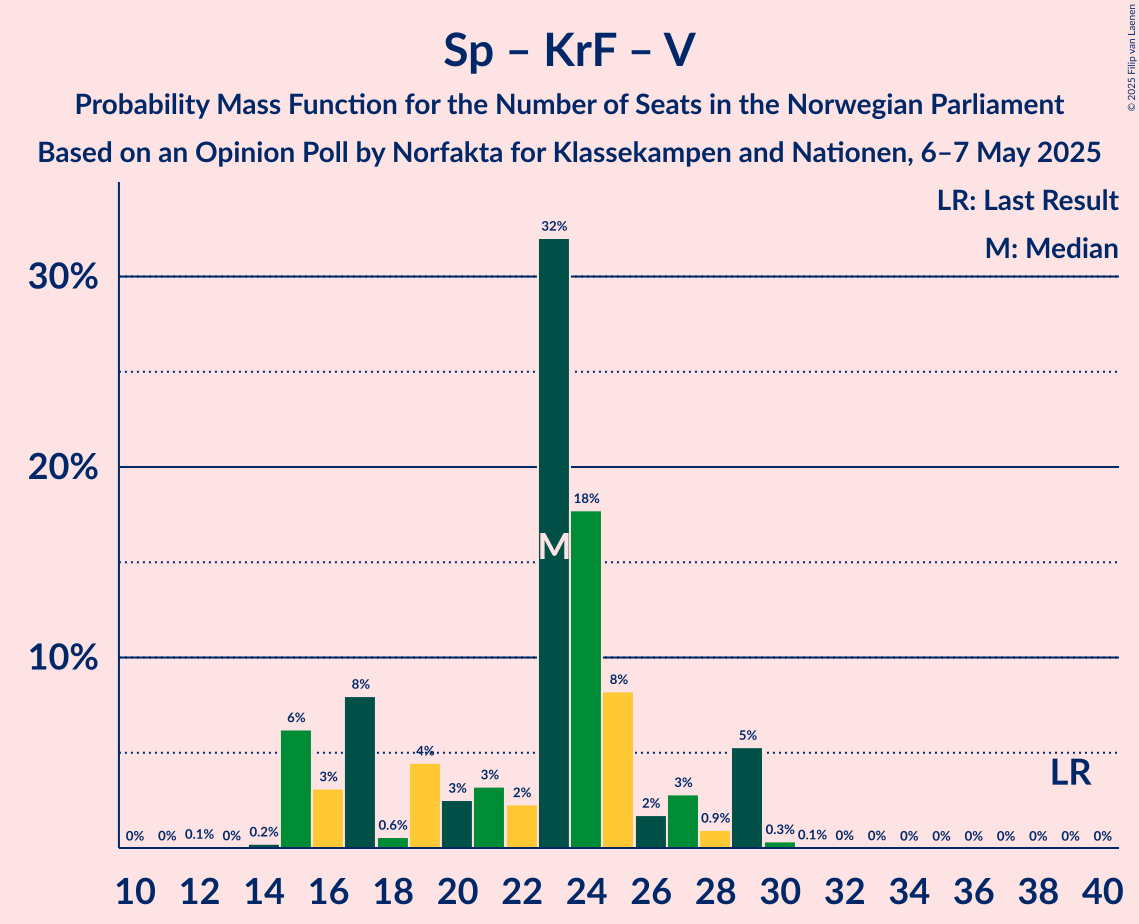 Sp – KrF – V
Probability Mass Function for the Number of Seats in the Norwegian Parliament
Based on an Opinion Poll by Norfakta for Klassekampen and Nationen, 6–7 May 2025
© 2025 Filip van Laenen
LR: Last Result
M: Median
30%
20%
10%
0% 0% 0.1% 0% 0.2% 6% 3% 8% 0.6% 4% 3% 3% 2% 32% 18% 8% 2% 3% 0.9% 5% 0.3% 0.1% 0% 0% 0% 0% 0% 0% 0% 0% 0%
M
LR
10 12 14 16 18 20 22 24 26 28 30 32 34 36 38 40